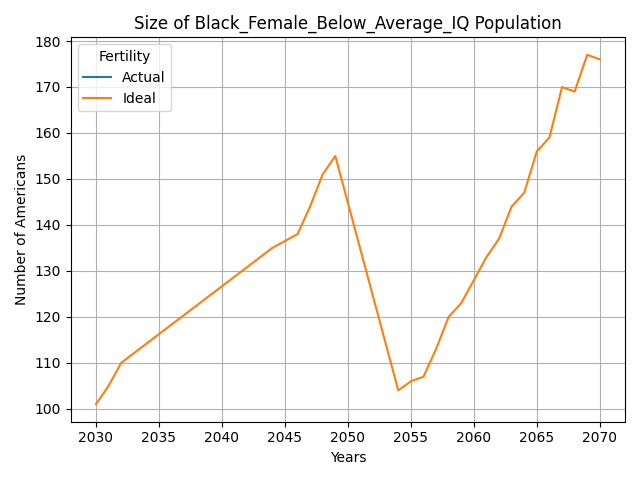 Size of Black_Female_Below_Average_IQ Population
Number of Americans
180
170
160
150
140
130
120
110
100
Fertility
Actual
Ideal
2030 2035 2040 2045 2050 2055 2060 2065 2070
Years